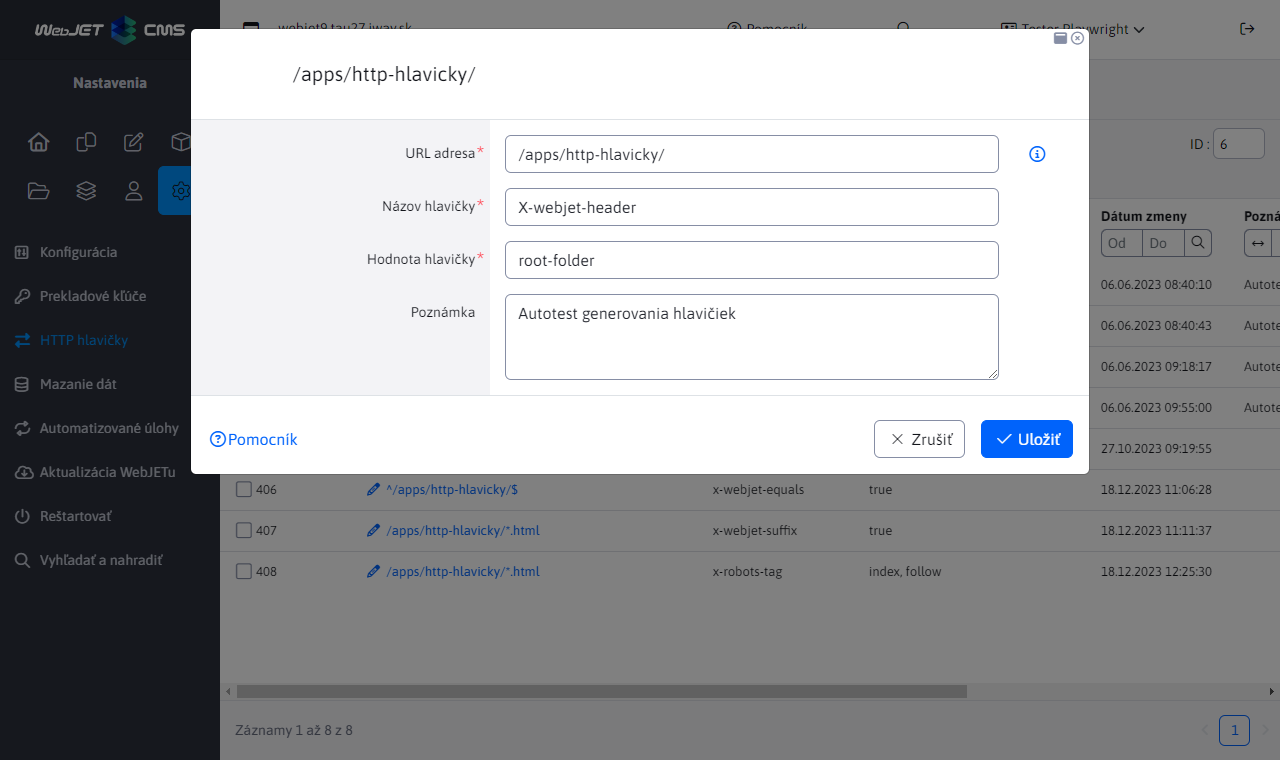 WebJET CMS
webjet9.tau27.iway.sk
Pomocník
Tester Playwright
Nastavenia
/apps/http-hlavicky/
URL adresa*
/apps/http-hlavicky/
Názov hlavičky*
X-webjet-header
Hodnota hlavičky*
root-folder
Poznámka
Autotest generovania hlavičiek
Pomocník
Zrušiť
Uložiť
ID :
6
Konfigurácia
Prekladové kľúče
HTTP hlavičky
Mazanie dát
Automatizované úlohy
Aktualizácia WebJETu
Reštartovať
Vyhľadať a nahradiť
Dátum zmeny
Od
Do
06.06.2023 08:40:10
06.06.2023 08:40:43
06.06.2023 09:18:17
06.06.2023 09:55:00
27.10.2023 09:19:55
406 ^/apps/http-hlavicky/$ x-webjet-equals true 18.12.2023 11:06:28
407 /apps/http-hlavicky/*.html x-webjet-suffix true 18.12.2023 11:11:37
408 /apps/http-hlavicky/*.html x-robots-tag index, follow 18.12.2023 12:25:30
Záznamy 1 až 8 z 8
1